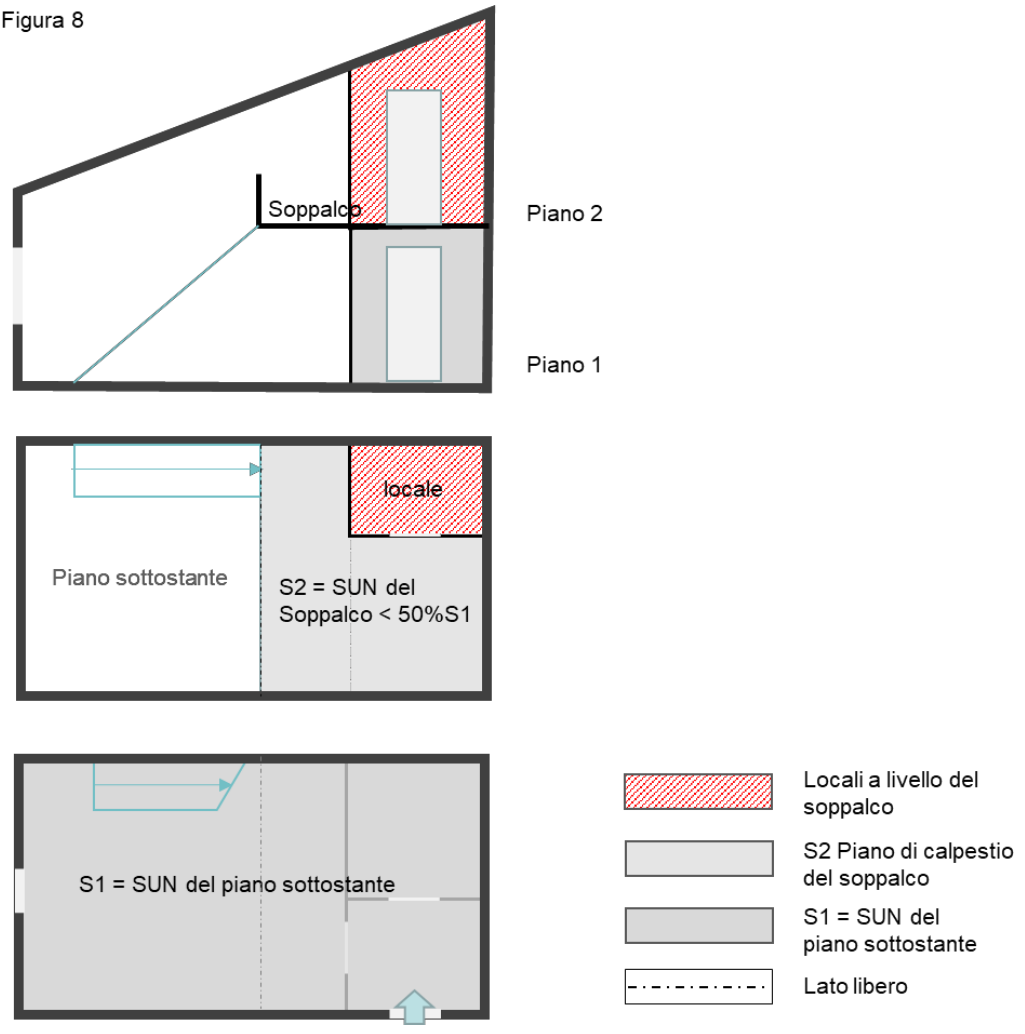 Figura 8
Soppalco
Piano 2
Piano 1
locale
Piano sottostante
S2 = SUN del
Soppalco < 50%S1
S1 = SUN del piano sottostante
Locali a livello del
soppalco
S2 Piano di calpestio
del soppalco
S1 = SUN del
piano sottostante
Lato libero